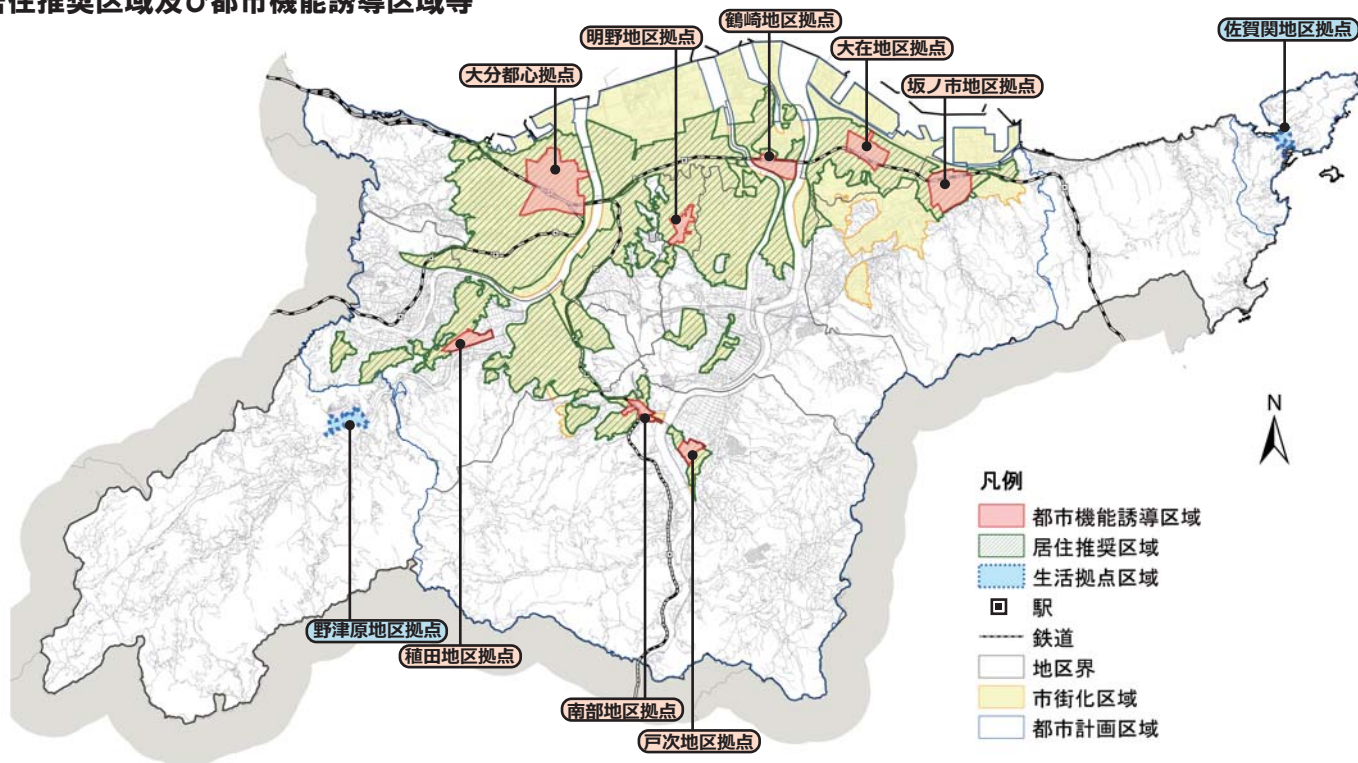 居住推奨区域及び都市機能誘導区域等
鶴崎地区拠点
佐賀関地区拠点
明野地区拠点
大在地区拠点
大分都心拠点
坂ノ市地区拠点
N
凡例
都市機能誘導区域
居住推奨区域
生活拠点区域
駅
鉄道
地区界
市街化区域
都市計画区域
野津原地区拠点
稙田地区拠点
南部地区拠点
戸次地区拠点